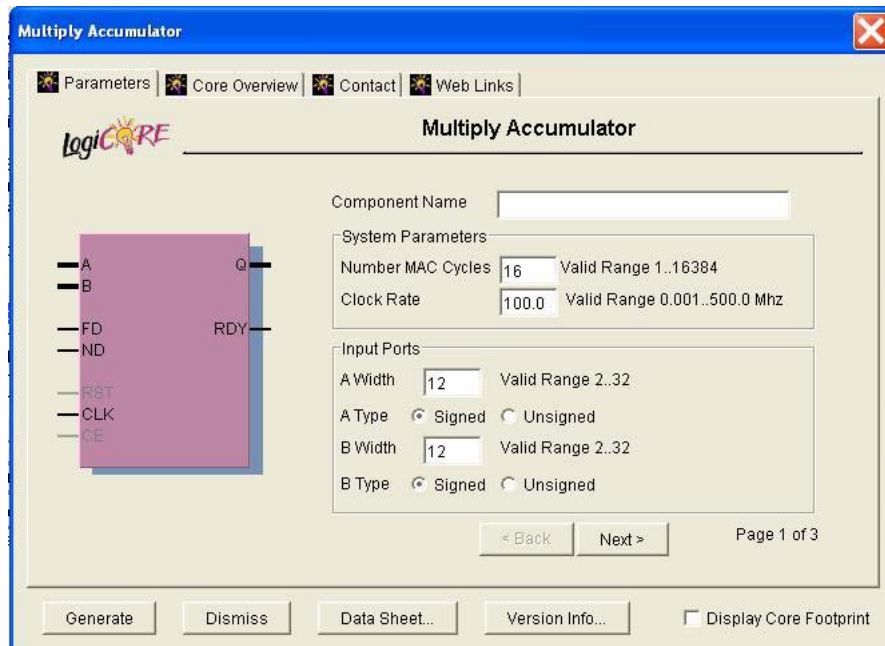 Multiply Accumulator
Parameters Core Overview Contact Web Links
LogiCORE
Multiply Accumulator
Component Name
System Parameters
Number MAC Cycles 16 Valid Range 1..16384
Clock Rate 100.0 Valid Range 0.001..500.0 Mhz
Input Ports
A Width 12 Valid Range 2..32
A Type Signed Unsigned
B Width 12 Valid Range 2..32
B Type Signed Unsigned
A Q
B
FD RDY
ND
RST
CLK
CE
< Back Next > Page 1 of 3
Generate Dismiss Data Sheet... Version Info... Display Core Footprint